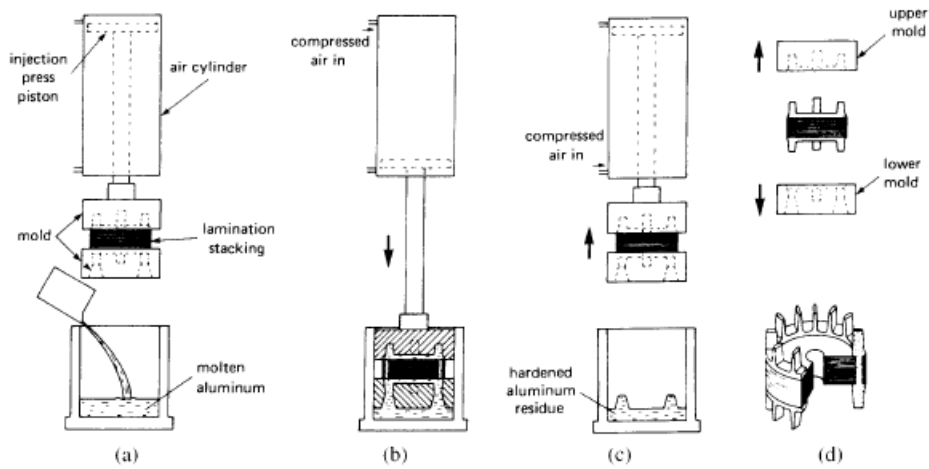 injection
press
piston
air cylinder
mold
lamination
stacking
molten
aluminum
(a)
compressed
air in
(b)
compressed
air in
hardened
aluminum
residue
(c)
upper
mold
lower
mold
(d)